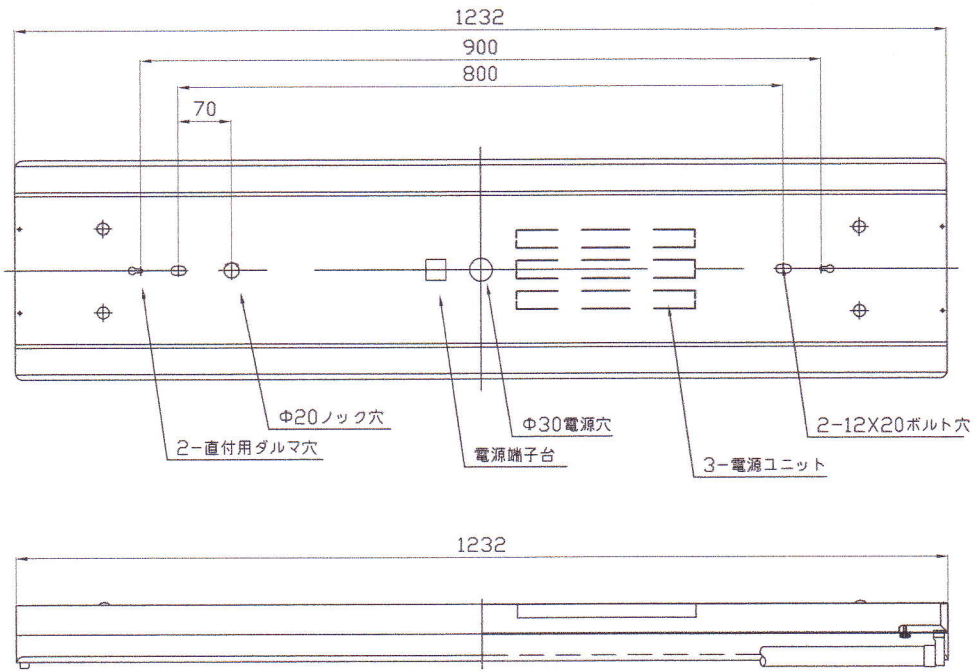 1232
900
800
70
Φ20ノック穴
Φ30電源穴
2-12X20ボルト穴
2-直付用ダルマ穴
電源端子台
3-電源ユニット
1232